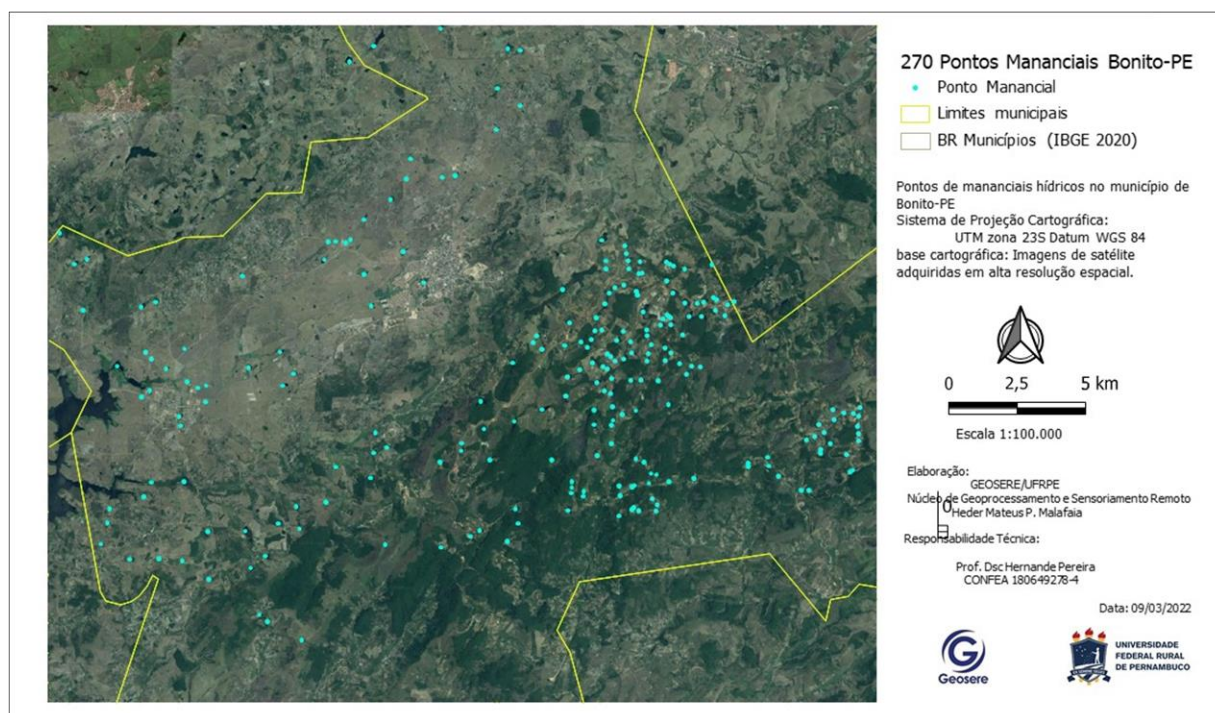 270 Pontos Mananciais Bonito-PE
Ponto Manancial
Limites municipais
BR Municípios (IBGE 2020)
Pontos de mananciais hídricos no município de
Bonito-PE
Sistema de Projeção Cartográfica:
UTM zona 23S Datum WGS 84
base cartográfica: Imagens de satélite
adquiridas em alta resolução espacial.
0 2,5 5 km
Escala 1:100.000
Elaboração:
GEOSERE/UFRPE
Núcleo de Geoprocessamento e Sensoriamento Remoto
0
Heder Mateus P. Malafaia
Responsabilidade Técnica:
Prof. Dsc Hernande Pereira
CONFEA 180649278-4
Data: 09/03/2022
Geosere
UNIVERSIDADE
FEDERAL RURAL
DE PERNAMBUCO